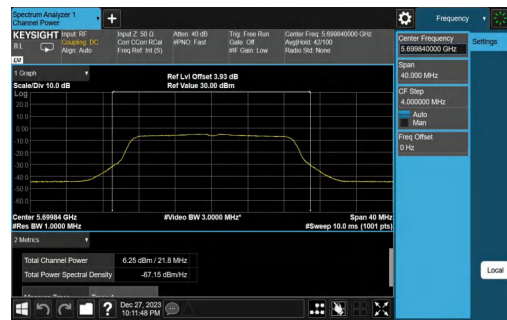 Spectrum Analyzer 1
Channel Power
+
Frequency
KEYSIGHT
RL
Input: RF
Coupling: DC
Align: Auto
Input Z: 50 Ω
Corr CCorr RCal
Freq Ref: Int (S)
Atten: 40 dB
#PNO: Fast
Trig: Free Run
Gate: Off
#IF Gain: Low
Center Freq: 5.699840000 GHz
Avg|Hold: 42/100
Radio Std: None
LV
Center Frequency
5.699840000 GHz
Settings
Span
40.000 MHz
CF Step
4.000000 MHz
Auto
Man
Freq Offset
0 Hz
1 Graph
Scale/Div 10.0 dB
Ref Lvl Offset 3.93 dB
Ref Value 30.00 dBm
Log
20.0
10.0
0.00
-10.0
-20.0
-30.0
-40.0
-50.0
-60.0
Center 5.69984 GHz
#Res BW 1.0000 MHz
#Video BW 3.0000 MHz*
Span 40 MHz
#Sweep 10.0 ms (1001 pts)
2 Metrics
Total Channel Power 6.25 dBm / 21.8 MHz
Total Power Spectral Density -67.15 dBm/Hz
Local
?
Dec 27, 2023
10:11:48 PM